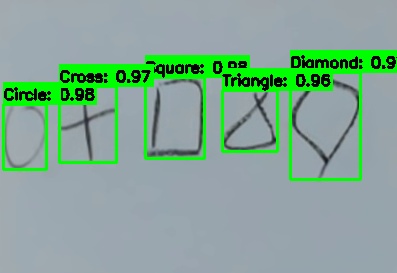 Circle: 0.98
Cross: 0.97
Square: 0.98
Triangle: 0.96
Diamond: 0.9